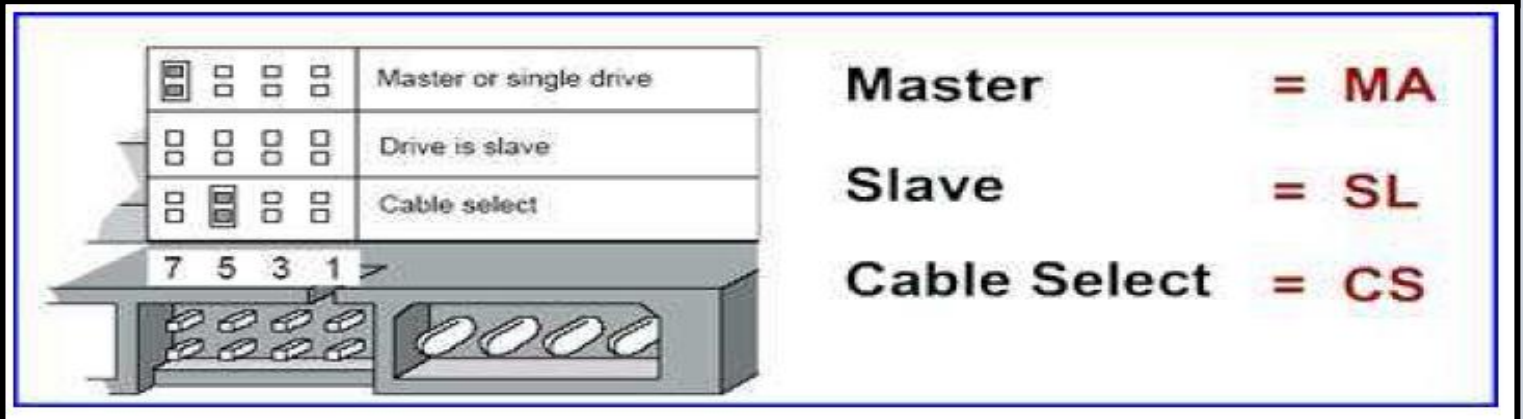 Master or single drive
Drive is slave
Cable select
7 5 3 1
Master = MA
Slave = SL
Cable Select = CS